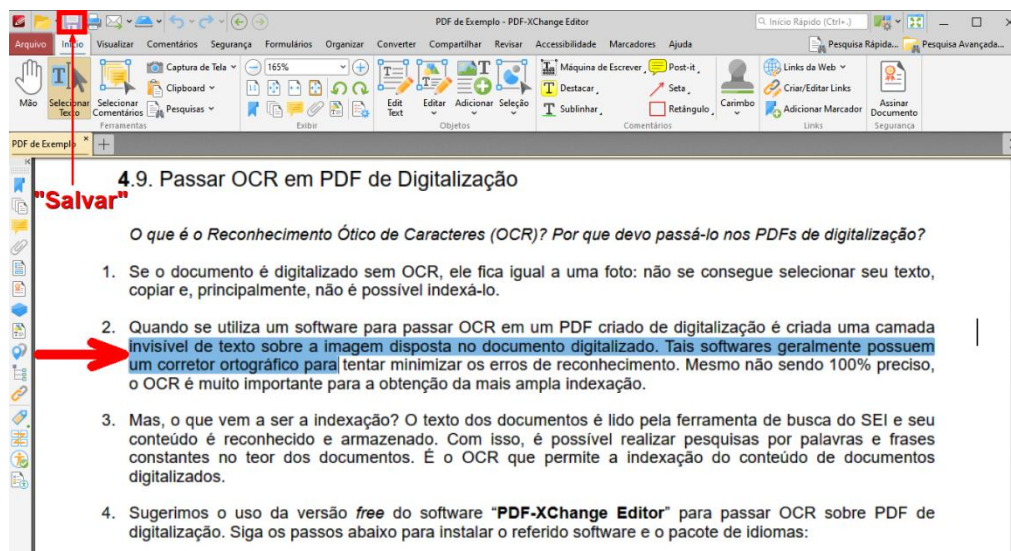 PDF de Exemplo - PDF-XChange Editor
Início Rápido (Ctrl+.)
Arquivo Início Visualizar Comentários Segurança Formulários Organizar Converter Compartilhar Revisar Acessibilidade Marcadores Ajuda Pesquisa Rápida... Pesquisa Avançada...
Captura de Tela 165% Máquina de Escrever Post-it Links da Web
Clipboard Destacar Seta Criar/Editar Links
Mão Selecionar Texto Selecionar Comentários Pesquisas Edit Text Editar Adicionar Seleção Sublinhar Retângulo Carimbo Adicionar Marcador Assinar Documento
Ferramentas Exibir Objetos Comentários Links Segurança
PDF de Exemplo
4.9. Passar OCR em PDF de Digitalização
"Salvar"
O que é o Reconhecimento Ótico de Caracteres (OCR)? Por que devo passá-lo nos PDFs de digitalização?
1. Se o documento é digitalizado sem OCR, ele fica igual a uma foto: não se consegue selecionar seu texto,
copiar e, principalmente, não é possível indexá-lo.
2. Quando se utiliza um software para passar OCR em um PDF criado de digitalização é criada uma camada
invisível de texto sobre a imagem disposta no documento digitalizado. Tais softwares geralmente possuem
um corretor ortográfico para tentar minimizar os erros de reconhecimento. Mesmo não sendo 100% preciso,
o OCR é muito importante para a obtenção da mais ampla indexação.
3. Mas, o que vem a ser a indexação? O texto dos documentos é lido pela ferramenta de busca do SEI e seu
conteúdo é reconhecido e armazenado. Com isso, é possível realizar pesquisas por palavras e frases
constantes no teor dos documentos. É o OCR que permite a indexação do conteúdo de documentos
digitalizados.
4. Sugerimos o uso da versão free do software “PDF-XChange Editor” para passar OCR sobre PDF de
digitalização. Siga os passos abaixo para instalar o referido software e o pacote de idiomas: